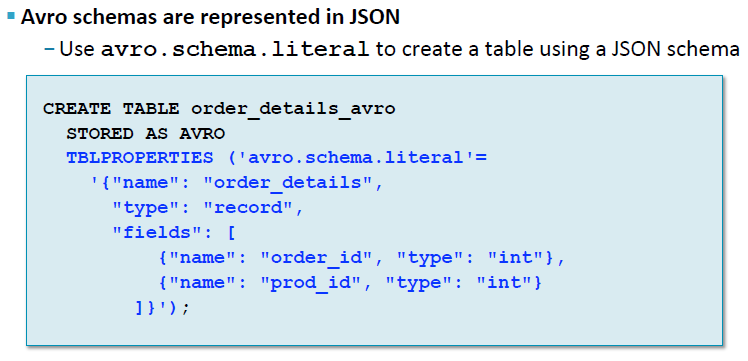 ▪ Avro schemas are represented in JSON
– Use avro.schema.literal to create a table using a JSON schema
CREATE TABLE order_details_avro
STORED AS AVRO
TBLPROPERTIES ('avro.schema.literal'=
'{"name": "order_details",
"type": "record",
"fields": [
{"name": "order_id", "type": "int"},
{"name": "prod_id", "type": "int"}
]}');